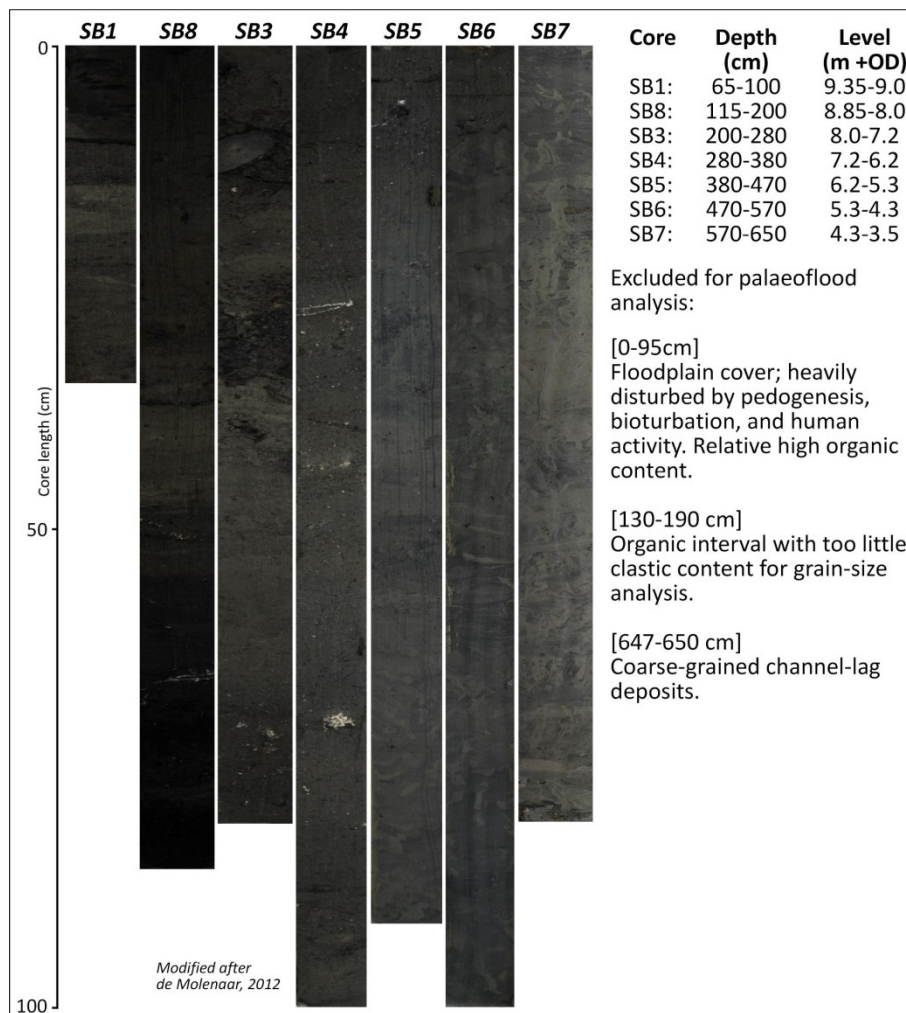 SB1 SB8 SB3 SB4 SB5 SB6 SB7
0
50
100
Core length (cm)
Modified after
de Molenaar, 2012
Core Depth Level
(cm) (m +OD)
SB1: 65-100 9.35-9.0
SB8: 115-200 8.85-8.0
SB3: 200-280 8.0-7.2
SB4: 280-380 7.2-6.2
SB5: 380-470 6.2-5.3
SB6: 470-570 5.3-4.3
SB7: 570-650 4.3-3.5
Excluded for palaeoflood
analysis:
[0-95cm]
Floodplain cover; heavily
disturbed by pedogenesis,
bioturbation, and human
activity. Relative high organic
content.
[130-190 cm]
Organic interval with too little
clastic content for grain-size
analysis.
[647-650 cm]
Coarse-grained channel-lag
deposits.